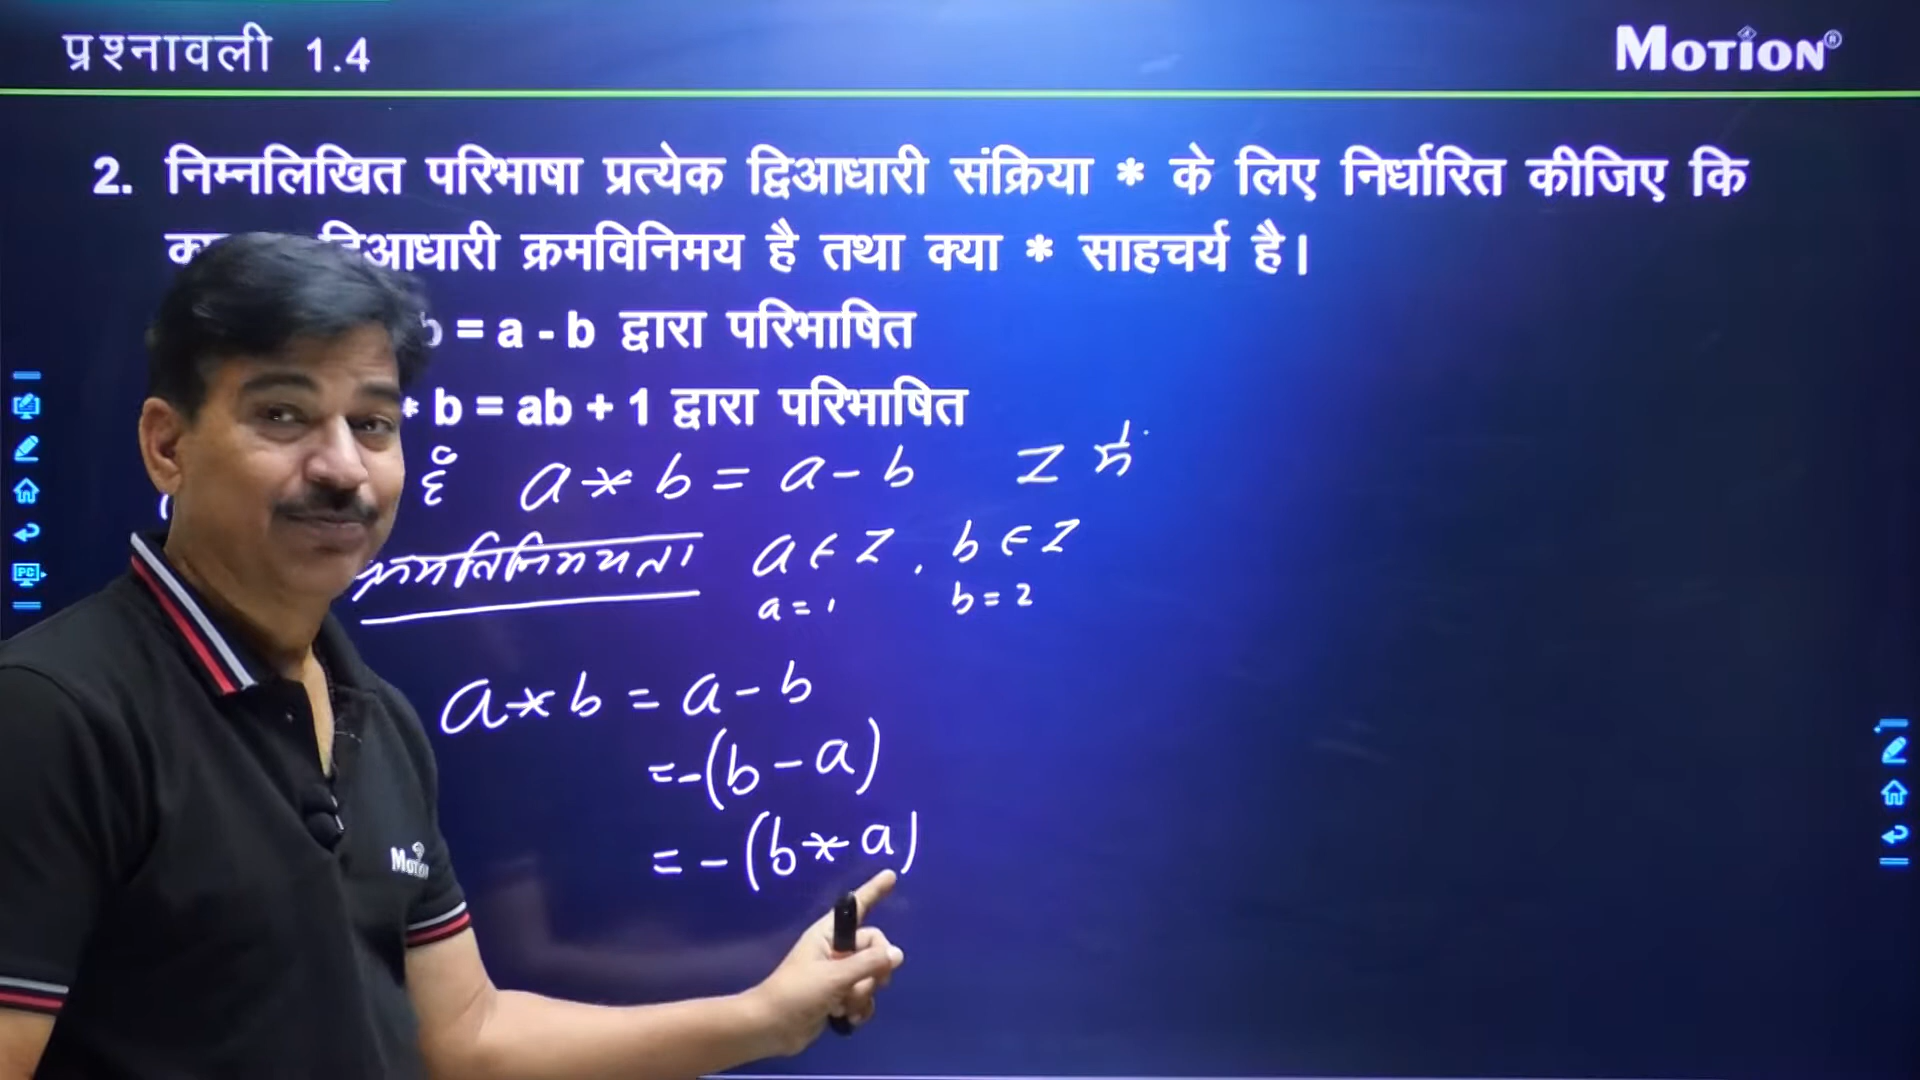 प्रश्नावली 1.4
MOTION®
2. निम्नलिखित परिभाषा प्रत्येक द्विआधारी संक्रिया * के लिए निर्धारित कीजिए कि
द्विआधारी क्रमविनिमय है तथा क्या * साहचर्य है।
b = a - b द्वारा परिभाषित
* b = ab + 1 द्वारा परिभाषित
a * b = a - b Z में
क्रमविनिमयता a ∈ Z , b ∈ Z
a = 1 b = 2
a * b = a - b
= -(b - a)
= -(b * a)
PC